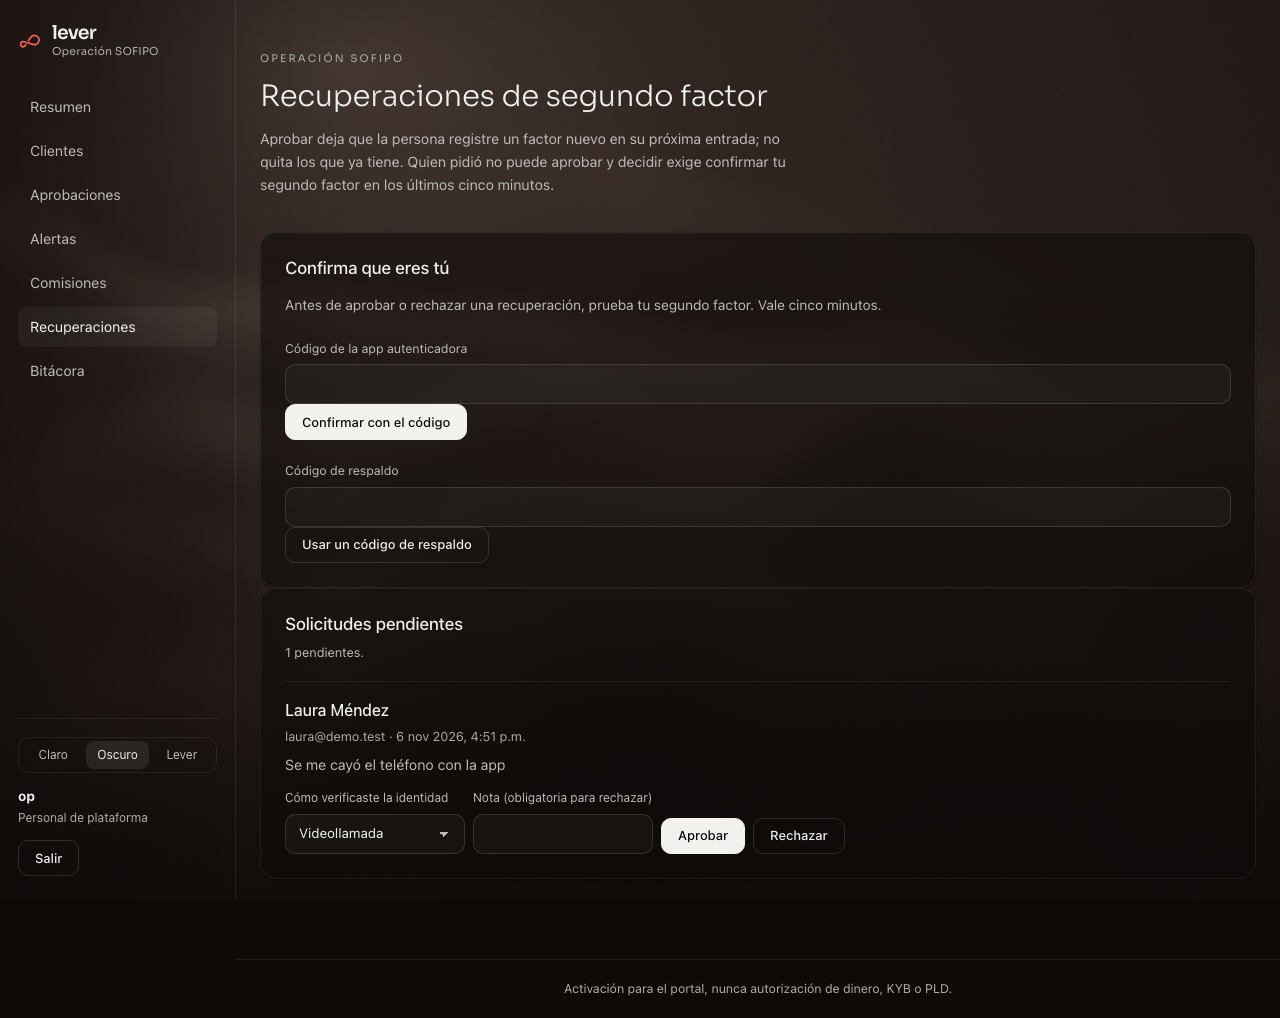 lever
Operación SOFIPO
Resumen
Clientes
Aprobaciones
Alertas
Comisiones
Recuperaciones
Bitácora
Claro
Oscuro
Lever
op
Personal de plataforma
Salir
OPERACIÓN SOFIPO
Recuperaciones de segundo factor
Aprobar deja que la persona registre un factor nuevo en su próxima entrada; no
quita los que ya tiene. Quien pidió no puede aprobar y decidir exige confirmar tu
segundo factor en los últimos cinco minutos.
Confirma que eres tú
Antes de aprobar o rechazar una recuperación, prueba tu segundo factor. Vale cinco minutos.
Código de la app autenticadora
Confirmar con el código
Código de respaldo
Usar un código de respaldo
Solicitudes pendientes
1 pendientes.
Laura Méndez
laura@demo.test · 6 nov 2026, 4:51 p.m.
Se me cayó el teléfono con la app
Cómo verificaste la identidad
Nota (obligatoria para rechazar)
Videollamada
Aprobar
Rechazar
Activación para el portal, nunca autorización de dinero, KYB o PLD.